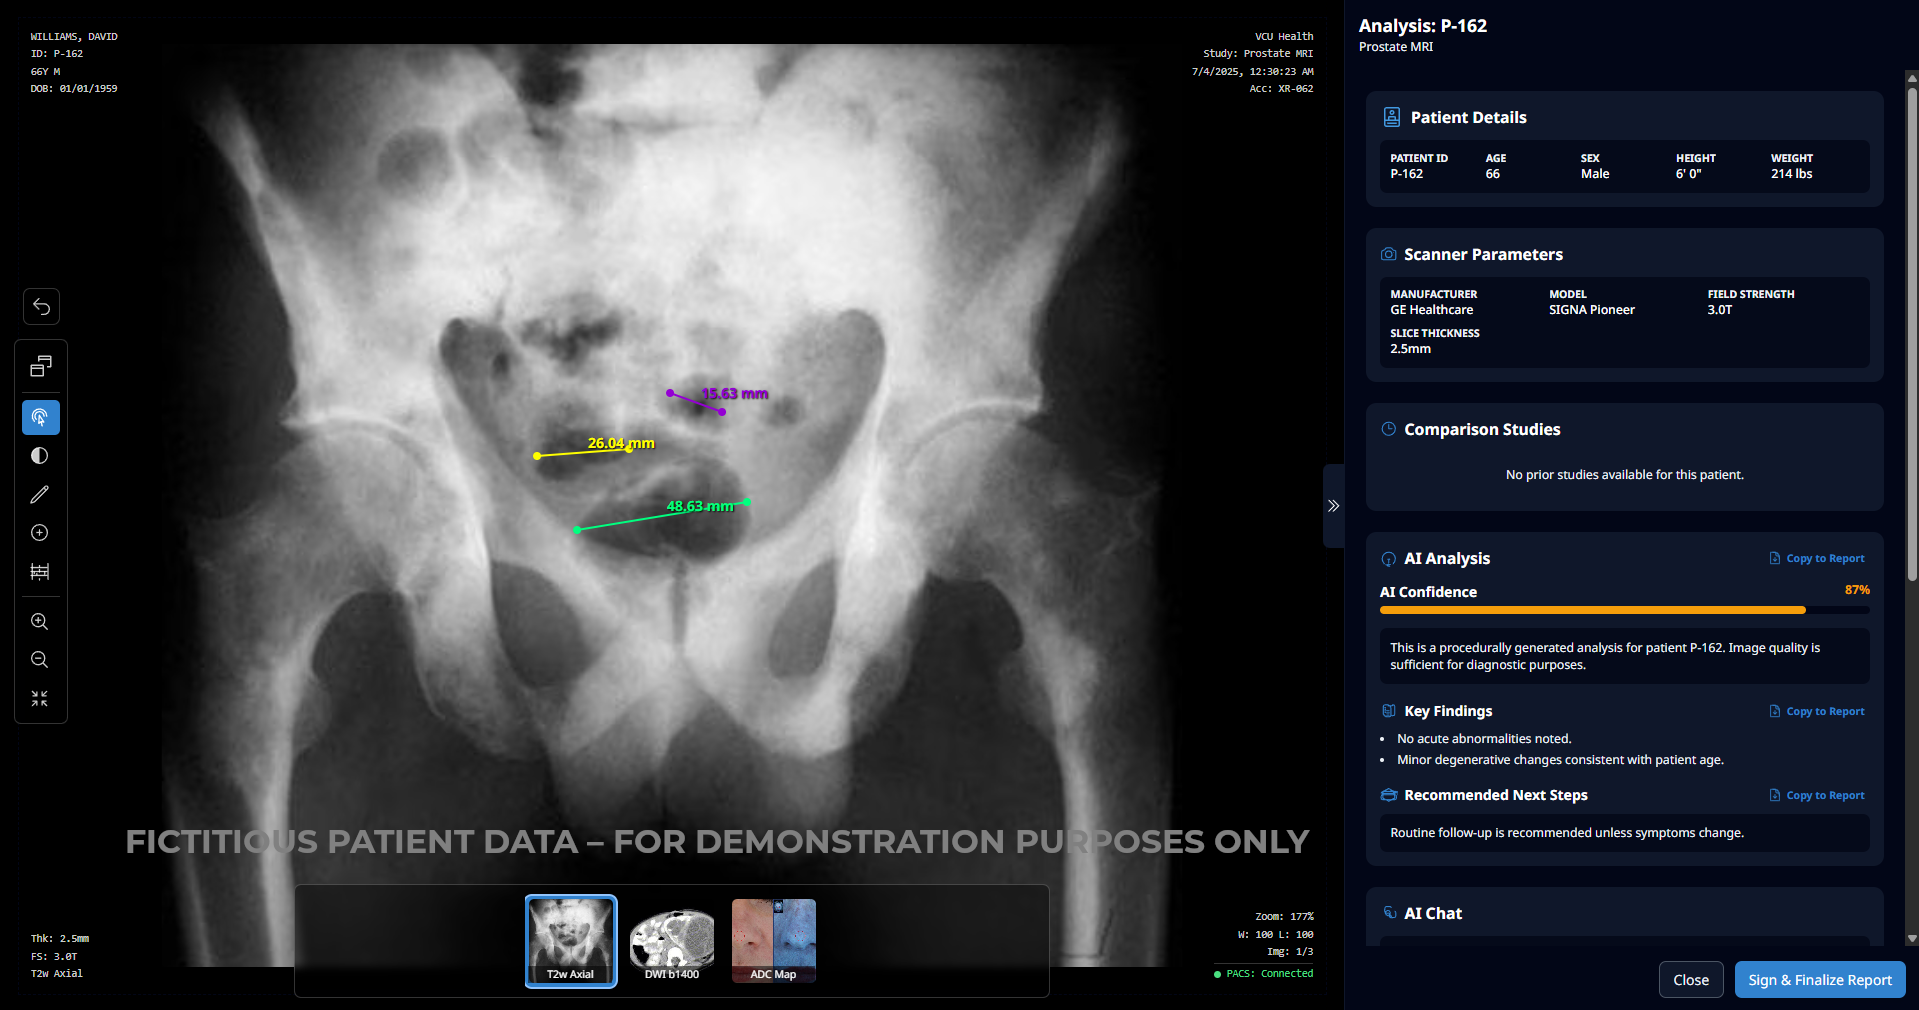 WILLIAMS, DAVID
ID: P-162
66Y M
DOB: 01/01/1959
VCU Health
Study: Prostate MRI
7/4/2025, 12:30:23 AM
Acc: XR-062
15.63 mm
26.04 mm
48.63 mm
FICTITIOUS PATIENT DATA – FOR DEMONSTRATION PURPOSES ONLY
Thk: 2.5mm
FS: 3.0T
T2w Axial
T2w Axial
DWI b1400
ADC Map
Zoom: 177%
W: 100 L: 100
Img: 1/3
PACS: Connected
Analysis: P-162
Prostate MRI
Patient Details
PATIENT ID AGE SEX HEIGHT WEIGHT
P-162 66 Male 6' 0" 214 lbs
Scanner Parameters
MANUFACTURER MODEL FIELD STRENGTH
GE Healthcare SIGNA Pioneer 3.0T
SLICE THICKNESS
2.5mm
Comparison Studies
No prior studies available for this patient.
AI Analysis Copy to Report
AI Confidence 87%
This is a procedurally generated analysis for patient P-162. Image quality is
sufficient for diagnostic purposes.
Key Findings Copy to Report
• No acute abnormalities noted.
• Minor degenerative changes consistent with patient age.
Recommended Next Steps Copy to Report
Routine follow-up is recommended unless symptoms change.
AI Chat
Close Sign & Finalize Report